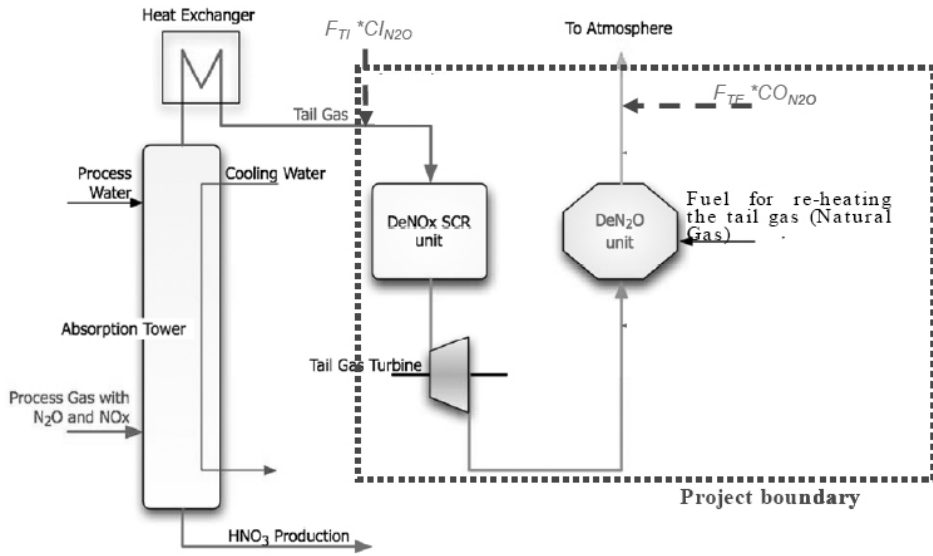 Heat Exchanger
F_TI *CI_N2O
To Atmosphere
F_TE *CO_N2O
Tail Gas
Process
Water
Cooling Water
DeNOx SCR
unit
DeN₂O
unit
Fuel for re-heating
the tail gas (Natural
Gas)
Absorption Tower
Tail Gas Turbine
Process Gas with
N₂O and NOx
Project boundary
HNO₃ Production